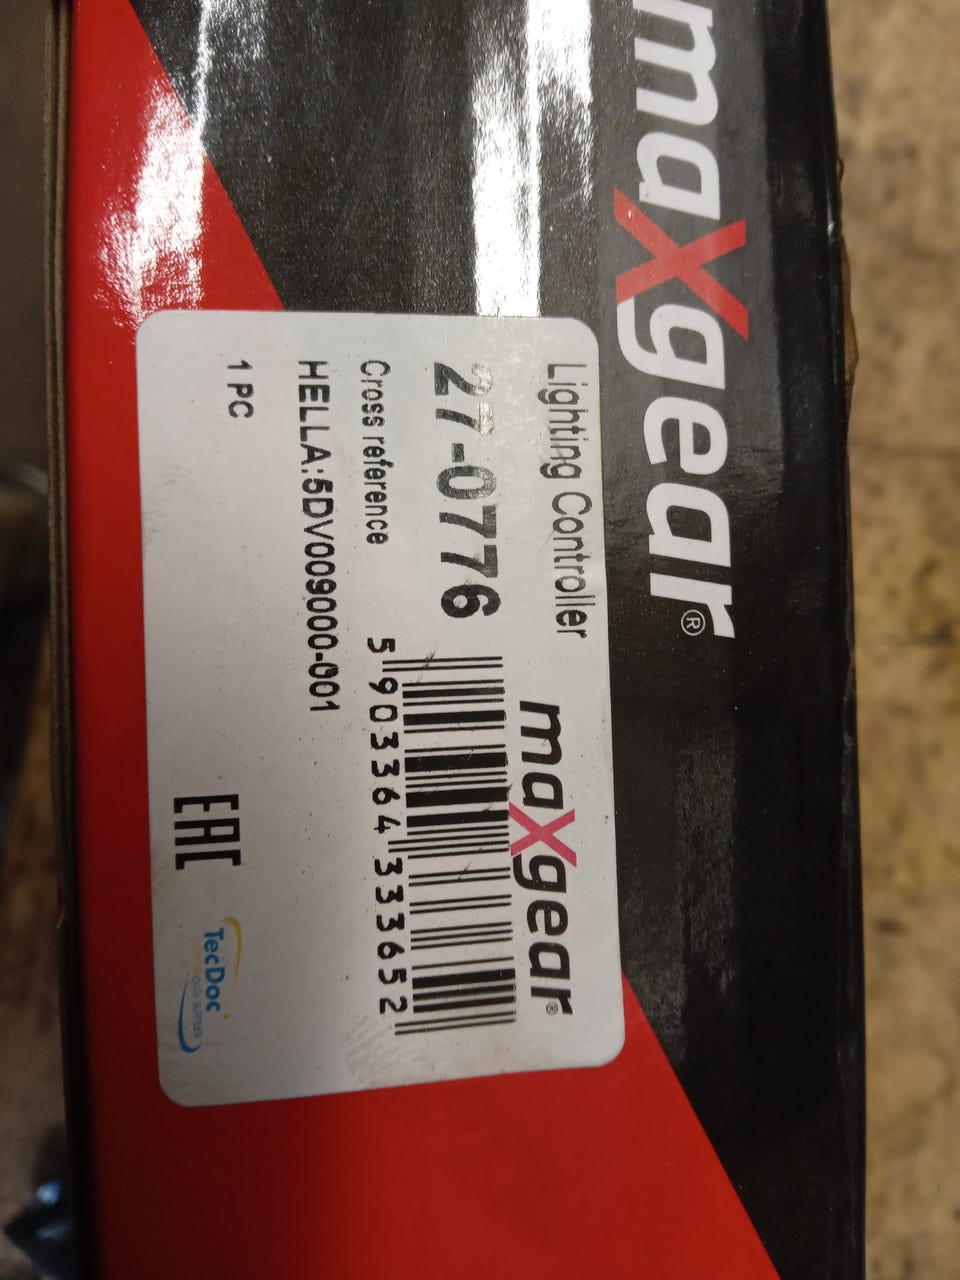 maxgear®
Lighting Controller
maxgear®
27-0776
Cross reference
5 903364 333652
HELLA:5DV009000-001
1 PC
EAC
TecDoc